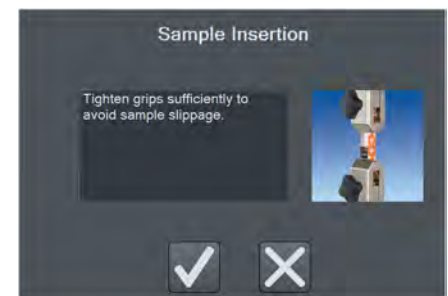 Sample Insertion
Tighten grips sufficiently to
avoid sample slippage.